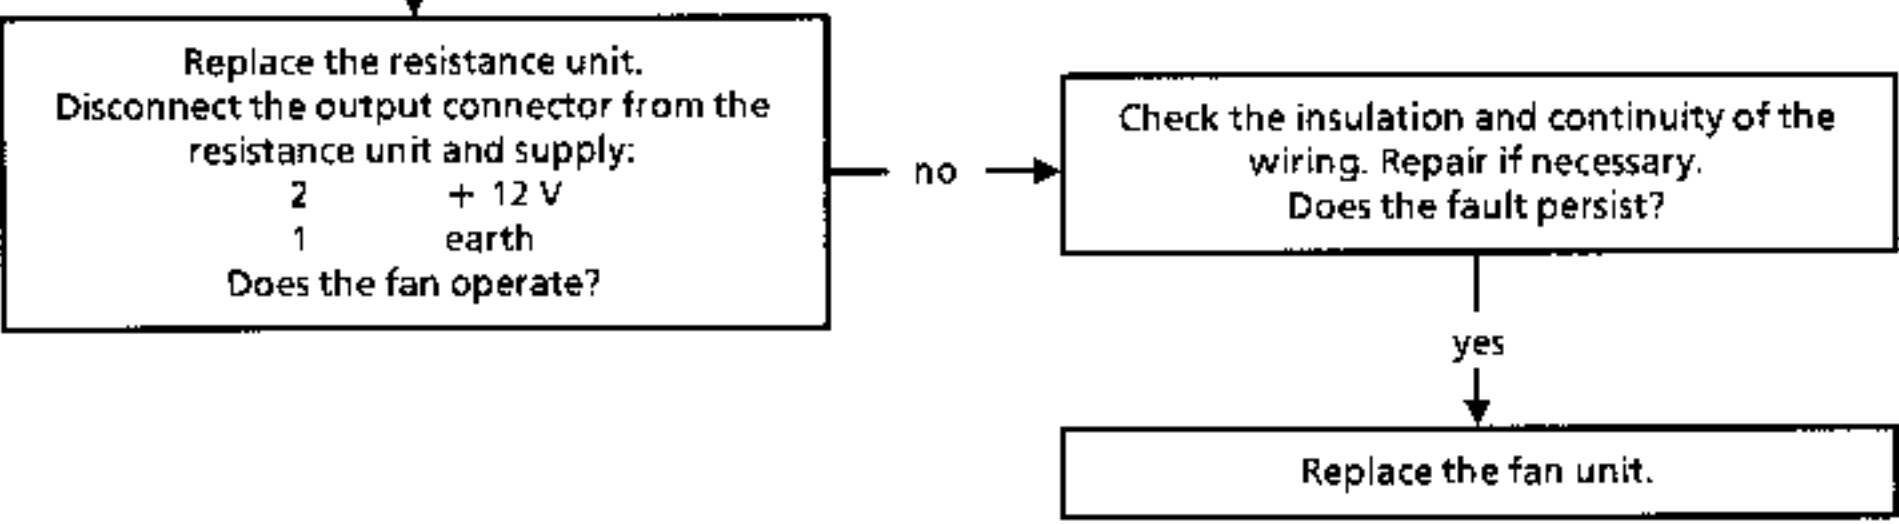 Replace the resistance unit.
Disconnect the output connector from the
resistance unit and supply:
2 + 12 V
1 earth
Does the fan operate?
no
Check the insulation and continuity of the
wiring. Repair if necessary.
Does the fault persist?
yes
Replace the fan unit.